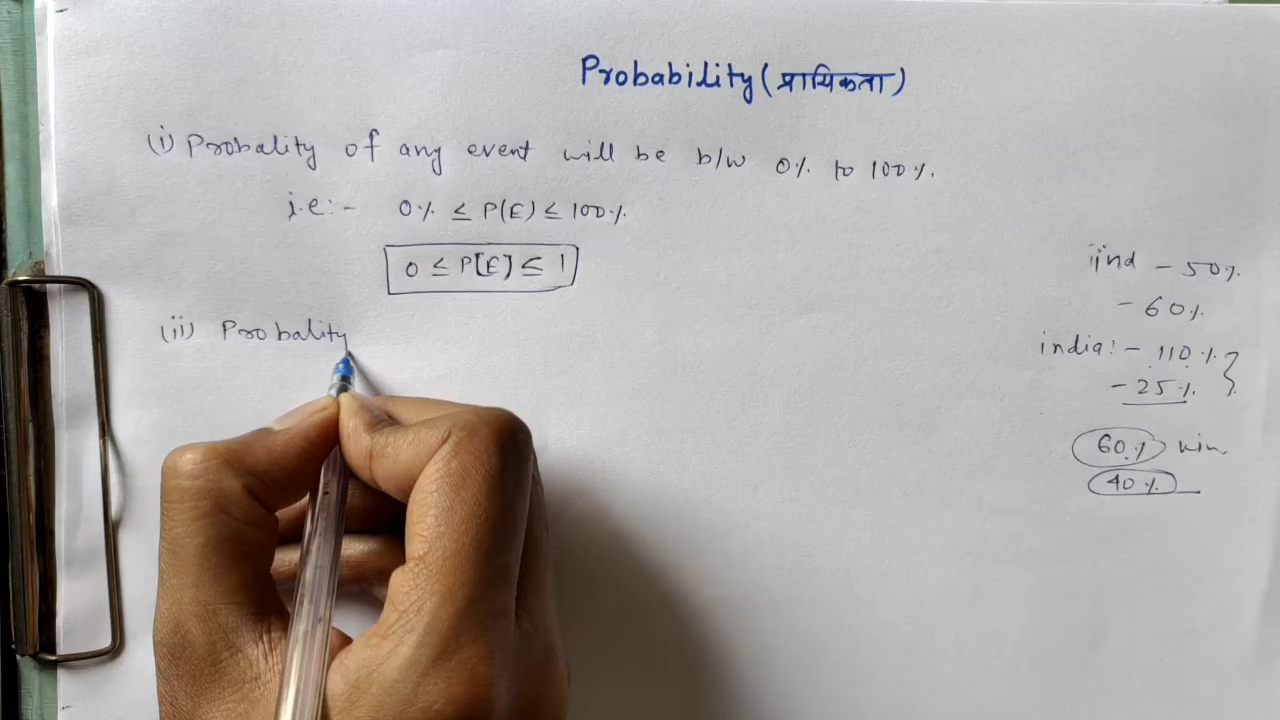 Probability (प्रायिकता)
(i) Probality of any event will be b/w 0% to 100%.
i.e:- 0% ≤ P(E) ≤ 100%.
0 ≤ P[E] ≤ 1
(ii) Probality
ind - 50%.
- 60%.
india:- 110%.
- 25%.
60% win
40%